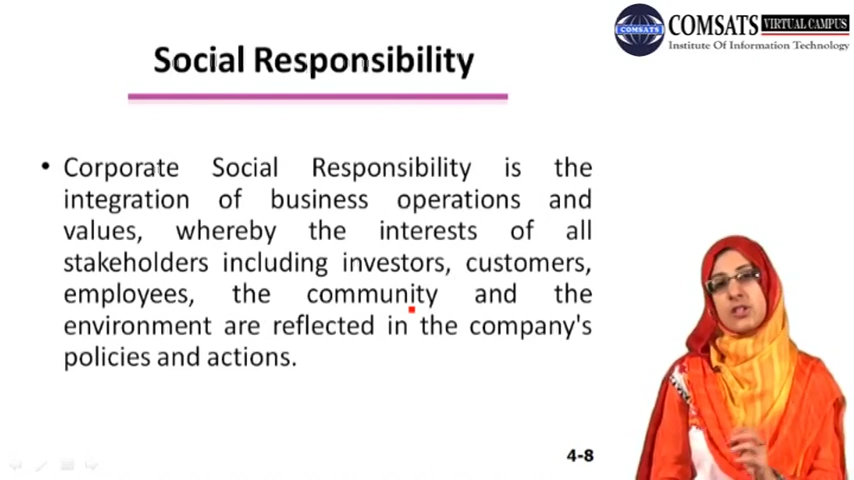 COMSATS VIRTUAL CAMPUS
COMSATS
Institute Of Information Technology
Social Responsibility
• Corporate Social Responsibility is the
integration of business operations and
values, whereby the interests of all
stakeholders including investors, customers,
employees, the community and the
environment are reflected in the company's
policies and actions.
4-8